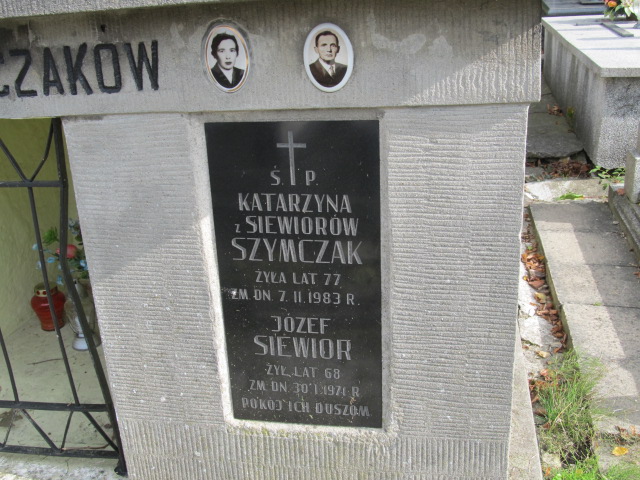 CZAKÓW
Ś. P.
KATARZYNA
z SIEWIORÓW
SZYMCZAK
ŻYŁA LAT 77
ZM. DN 7.II.1983 R.
JÓZEF
SIEWIOR
ŻYŁ LAT 68
ZM DN 30.I.1971 R
POKÓJ ICH DUSZOM